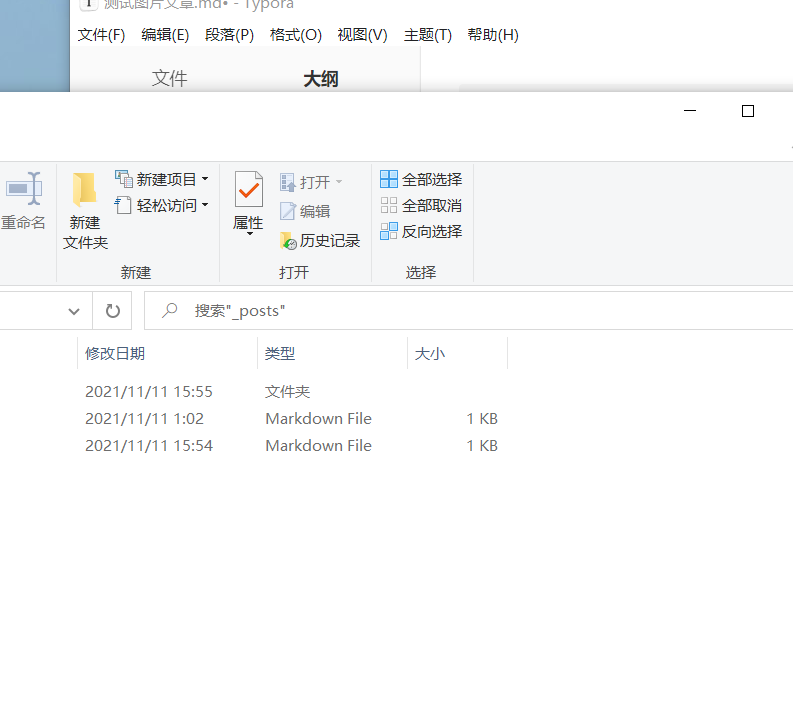 测试图片文章.md• - Typora
文件(F) 编辑(E) 段落(P) 格式(O) 视图(V) 主题(T) 帮助(H)
文件 大纲
重命名
新建
文件夹
新建项目
轻松访问
新建
属性
打开
编辑
历史记录
打开
全部选择
全部取消
反向选择
选择
搜索"_posts"
修改日期 类型 大小
2021/11/11 15:55 文件夹
2021/11/11 1:02 Markdown File 1 KB
2021/11/11 15:54 Markdown File 1 KB